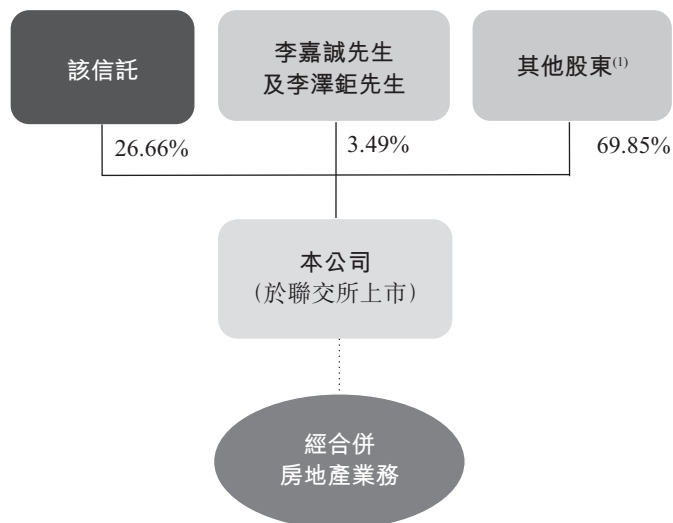 該信託
李嘉誠先生
及李澤鉅先生
其他股東(1)
26.66%
3.49%
69.85%
本公司
(於聯交所上市)
經合併
房地產業務